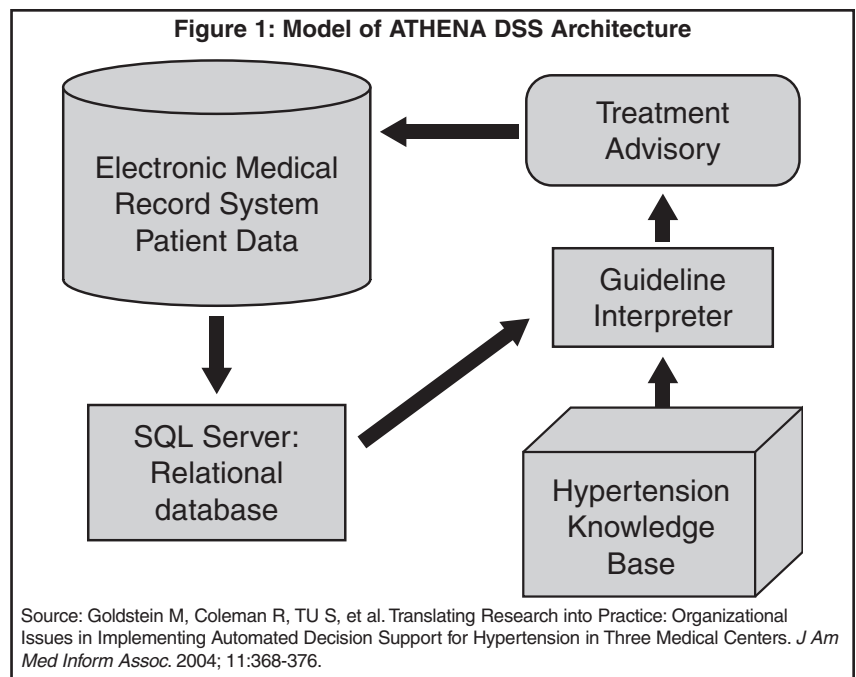 Figure 1: Model of ATHENA DSS Architecture
Electronic Medical
Record System
Patient Data
Treatment
Advisory
Guideline
Interpreter
SQL Server:
Relational
database
Hypertension
Knowledge
Base
Source: Goldstein M, Coleman R, TU S, et al. Translating Research into Practice: Organizational
Issues in Implementing Automated Decision Support for Hypertension in Three Medical Centers. J Am
Med Inform Assoc. 2004; 11:368-376.